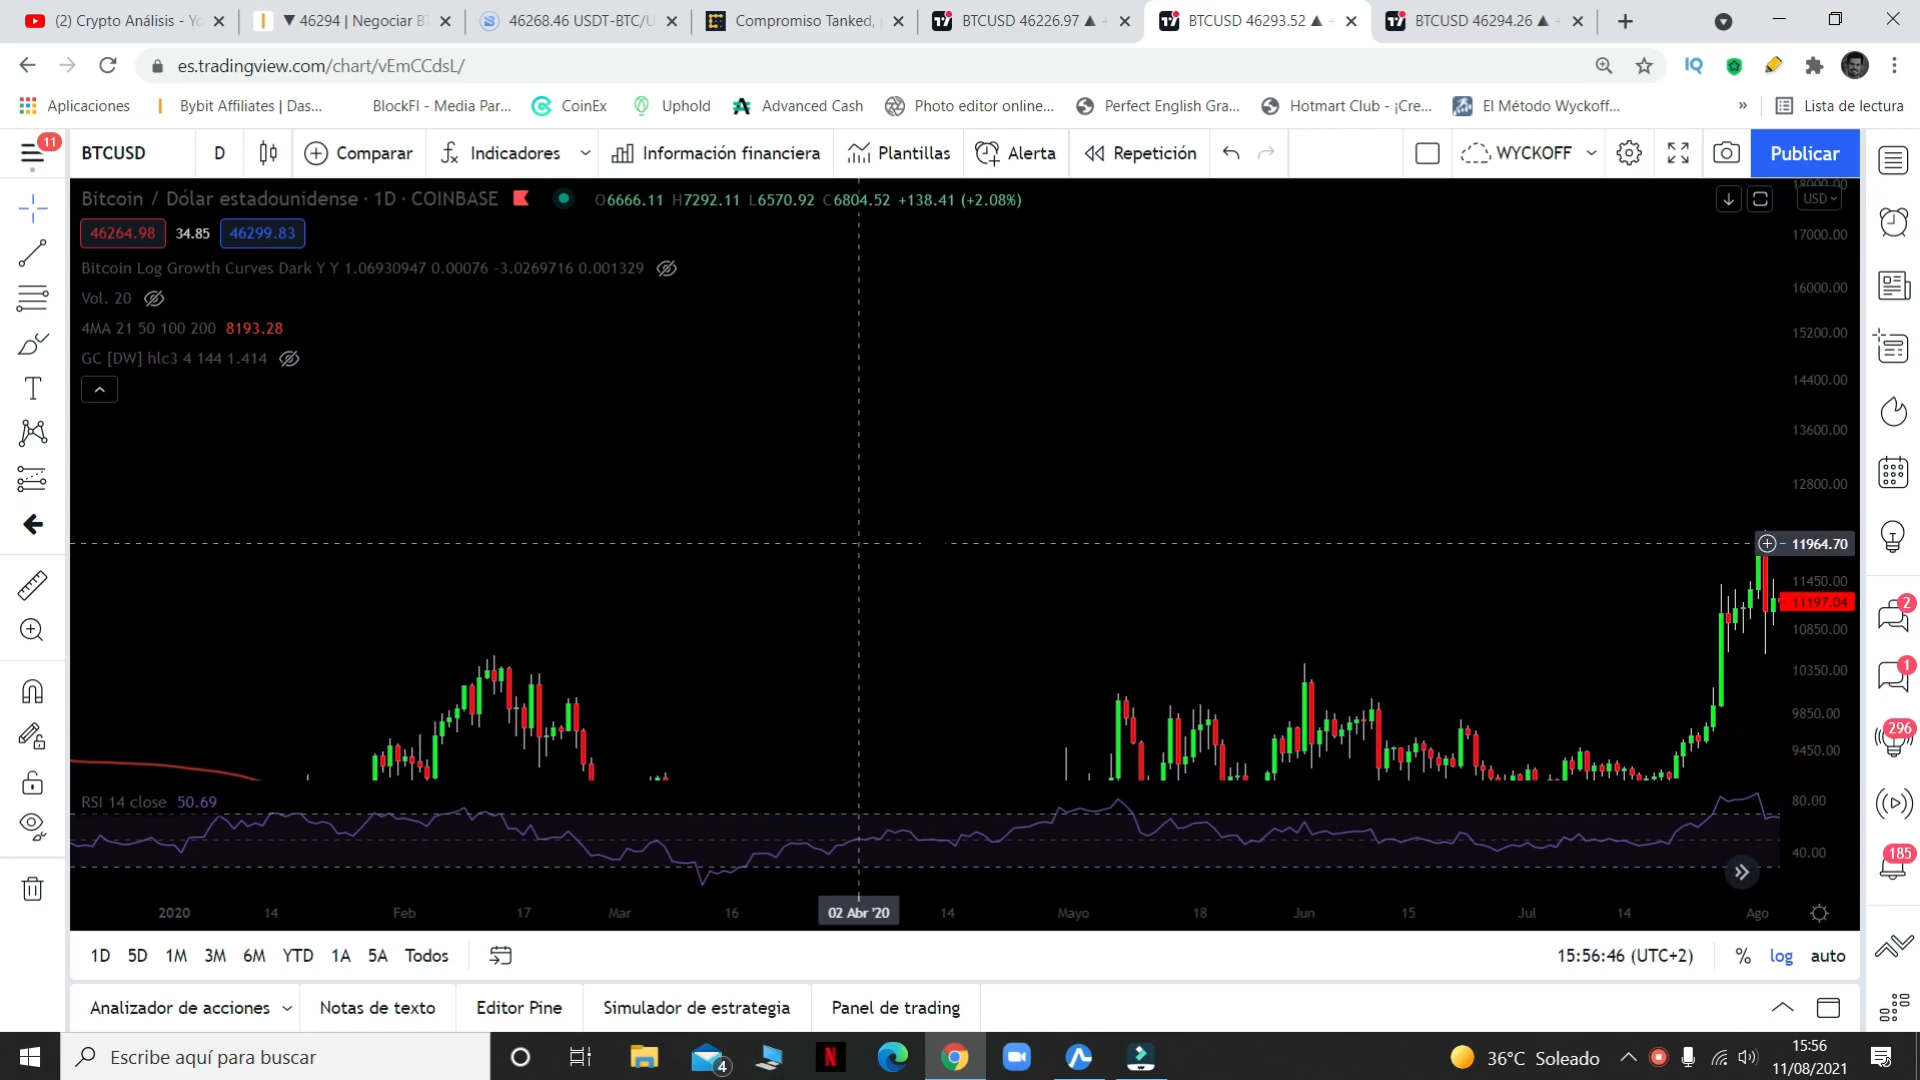 (2) Crypto Análisis - Yo
▼ 46294 | Negociar BT
46268.46 USDT-BTC/U
Compromiso Tanked,
BTCUSD 46226.97 ▲
BTCUSD 46293.52 ▲
BTCUSD 46294.26 ▲
es.tradingview.com/chart/vEmCCdsL/
Aplicaciones
Bybit Affiliates | Das...
BlockFI - Media Par...
CoinEx
Uphold
Advanced Cash
Photo editor online...
Perfect English Gra...
Hotmart Club - ¡Cre...
El Método Wyckoff...
»
Lista de lectura
11
BTCUSD
D
Comparar
Indicadores
Información financiera
Plantillas
Alerta
Repetición
WYCKOFF
Publicar
Bitcoin / Dólar estadounidense · 1D · COINBASE
O6666.11 H7292.11 L6570.92 C6804.52 +138.41 (+2.08%)
46264.98 34.85 46299.83
Bitcoin Log Growth Curves Dark Y Y 1.06930947 0.00076 -3.0269716 0.001329
Vol. 20
4MA 21 50 100 200 8193.28
GC [DW] hlc3 4 144 1.414
18000.00
USD
17000.00
16000.00
15200.00
14400.00
13600.00
12800.00
11964.70
11450.00
11197.04
10850.00
10350.00
9850.00
9450.00
RSI 14 close 50.69
80.00
40.00
2020
14
Feb
17
Mar
16
02 Abr '20
14
Mayo
18
Jun
15
Jul
14
Ago
2
1
296
185
1D 5D 1M 3M 6M YTD 1A 5A Todos
15:56:46 (UTC+2)
% log auto
Analizador de acciones
Notas de texto
Editor Pine
Simulador de estrategia
Panel de trading
Escribe aquí para buscar
4
N
36°C Soleado
15:56
11/08/2021